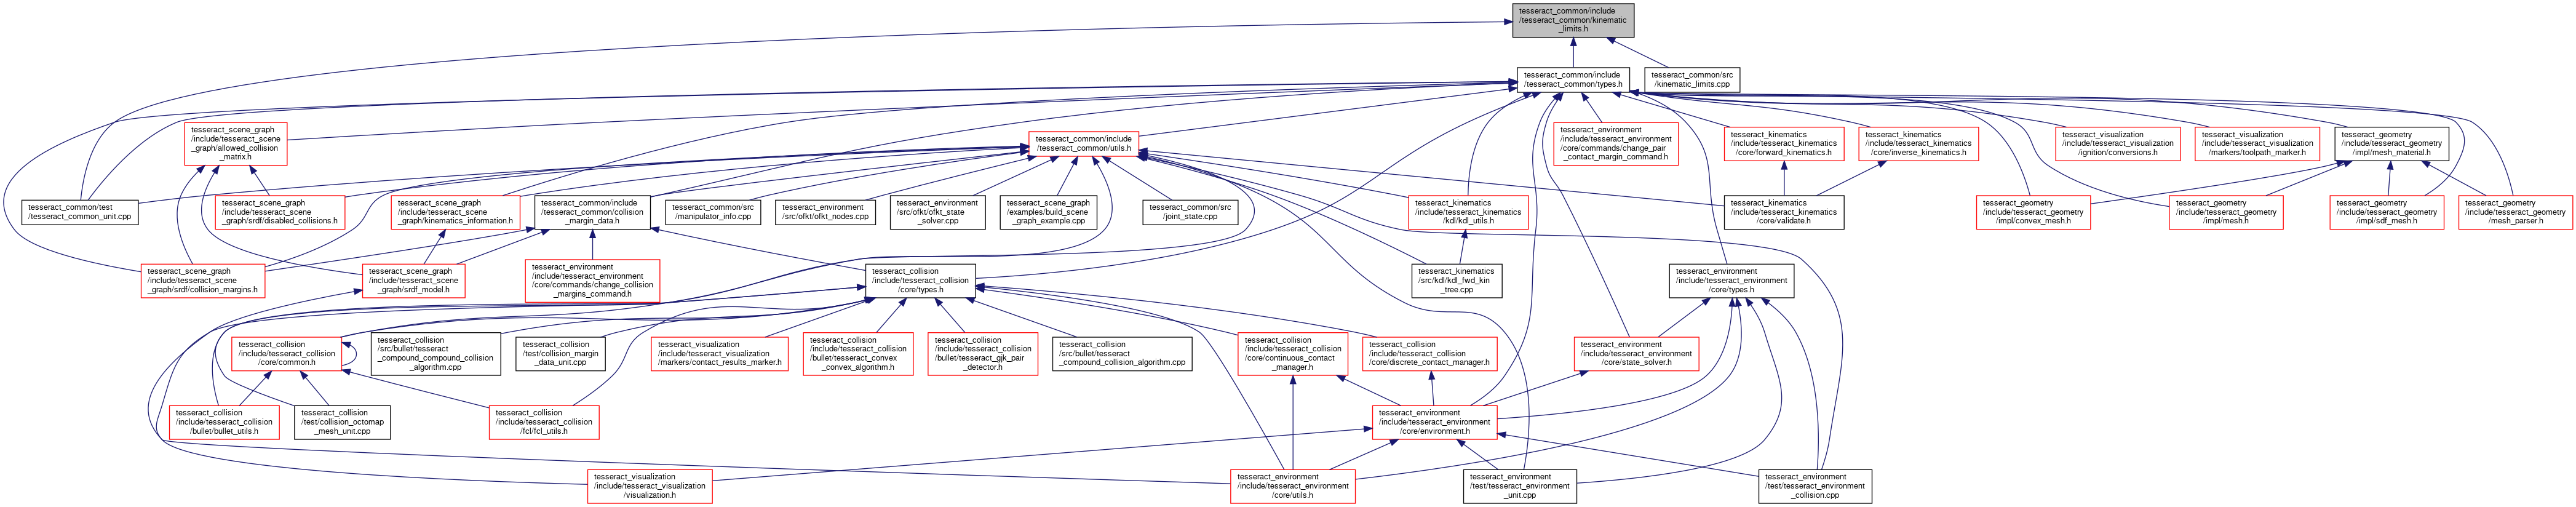 tesseract_common/include
/tesseract_common/kinematic
_limits.h
tesseract_common/include
/tesseract_common/types.h
tesseract_common/src
/kinematic_limits.cpp
tesseract_scene_graph
/include/tesseract_scene
_graph/allowed_collision
_matrix.h
tesseract_common/include
/tesseract_common/utils.h
tesseract_environment
/include/tesseract_environment
/core/commands/change_pair
_contact_margin_command.h
tesseract_kinematics
/include/tesseract_kinematics
/core/forward_kinematics.h
tesseract_kinematics
/include/tesseract_kinematics
/core/inverse_kinematics.h
tesseract_visualization
/include/tesseract_visualization
/ignition/conversions.h
tesseract_visualization
/include/tesseract_visualization
/markers/toolpath_marker.h
tesseract_geometry
/include/tesseract_geometry
/impl/mesh_material.h
tesseract_common/test
/tesseract_common_unit.cpp
tesseract_scene_graph
/include/tesseract_scene
_graph/srdf/disabled_collisions.h
tesseract_scene_graph
/include/tesseract_scene
_graph/kinematics_information.h
tesseract_common/include
/tesseract_common/collision
_margin_data.h
tesseract_common/src
/manipulator_info.cpp
tesseract_environment
/src/ofkt/ofkt_nodes.cpp
tesseract_environment
/src/ofkt/ofkt_state
_solver.cpp
tesseract_scene_graph
/examples/build_scene
_graph_example.cpp
tesseract_common/src
/joint_state.cpp
tesseract_kinematics
/include/tesseract_kinematics
/kdl/kdl_utils.h
tesseract_kinematics
/include/tesseract_kinematics
/core/validate.h
tesseract_geometry
/include/tesseract_geometry
/impl/convex_mesh.h
tesseract_geometry
/include/tesseract_geometry
/impl/mesh.h
tesseract_geometry
/include/tesseract_geometry
/impl/sdf_mesh.h
tesseract_geometry
/include/tesseract_geometry
/mesh_parser.h
tesseract_scene_graph
/include/tesseract_scene
_graph/srdf/collision_margins.h
tesseract_scene_graph
/include/tesseract_scene
_graph/srdf_model.h
tesseract_environment
/include/tesseract_environment
/core/commands/change_collision
_margins_command.h
tesseract_collision
/include/tesseract_collision
/core/types.h
tesseract_kinematics
/src/kdl/kdl_fwd_kin
_tree.cpp
tesseract_environment
/include/tesseract_environment
/core/types.h
tesseract_collision
/include/tesseract_collision
/core/common.h
tesseract_collision
/src/bullet/tesseract
_compound_compound_collision
_algorithm.cpp
tesseract_collision
/test/collision_margin
_data_unit.cpp
tesseract_visualization
/include/tesseract_visualization
/markers/contact_results_marker.h
tesseract_collision
/include/tesseract_collision
/bullet/tesseract_convex
_convex_algorithm.h
tesseract_collision
/include/tesseract_collision
/bullet/tesseract_gjk_pair
_detector.h
tesseract_collision
/src/bullet/tesseract
_compound_collision_algorithm.cpp
tesseract_collision
/include/tesseract_collision
/core/continuous_contact
_manager.h
tesseract_collision
/include/tesseract_collision
/core/discrete_contact_manager.h
tesseract_environment
/include/tesseract_environment
/core/state_solver.h
tesseract_collision
/include/tesseract_collision
/bullet/bullet_utils.h
tesseract_collision
/test/collision_octomap
_mesh_unit.cpp
tesseract_collision
/include/tesseract_collision
/fcl/fcl_utils.h
tesseract_environment
/include/tesseract_environment
/core/environment.h
tesseract_visualization
/include/tesseract_visualization
/visualization.h
tesseract_environment
/include/tesseract_environment
/core/utils.h
tesseract_environment
/test/tesseract_environment
_unit.cpp
tesseract_environment
/test/tesseract_environment
_collision.cpp